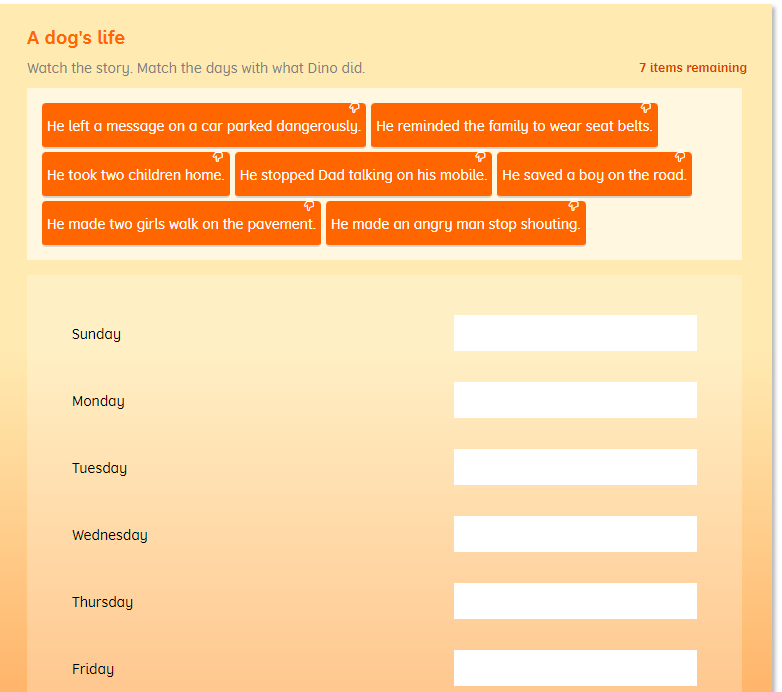 A dog's life
Watch the story. Match the days with what Dino did.
7 items remaining
He left a message on a car parked dangerously.
He reminded the family to wear seat belts.
He took two children home.
He stopped Dad talking on his mobile.
He saved a boy on the road.
He made two girls walk on the pavement.
He made an angry man stop shouting.
Sunday
Monday
Tuesday
Wednesday
Thursday
Friday